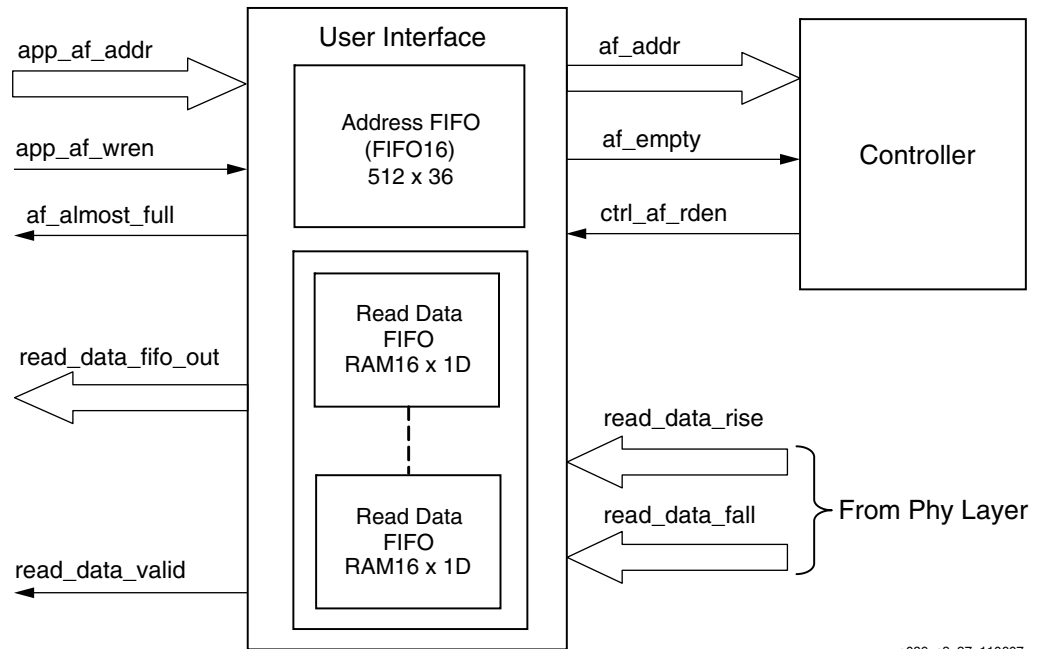 app_af_addr
app_af_wren
af_almost_full
read_data_fifo_out
read_data_valid
User Interface
Address FIFO
(FIFO16)
512 x 36
Read Data
FIFO
RAM16 x 1D
Read Data
FIFO
RAM16 x 1D
af_addr
af_empty
ctrl_af_rden
Controller
read_data_rise
read_data_fall
From Phy Layer